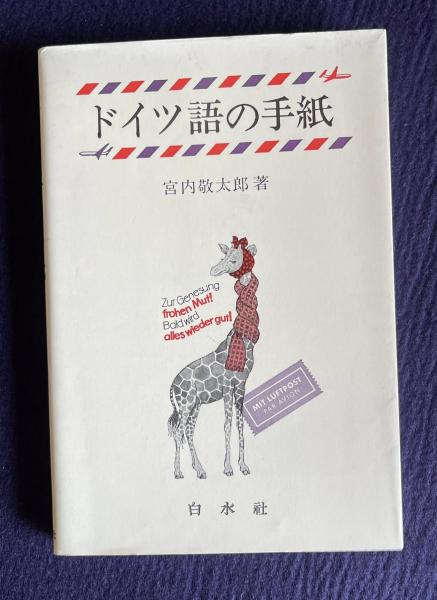 ドイツ語の手紙
宮内敬太郎著
Zur Genesung
frohen Mut!
Bald wird
alles wieder gut!
MIT LUFTPOST
PAR AVION
白水社